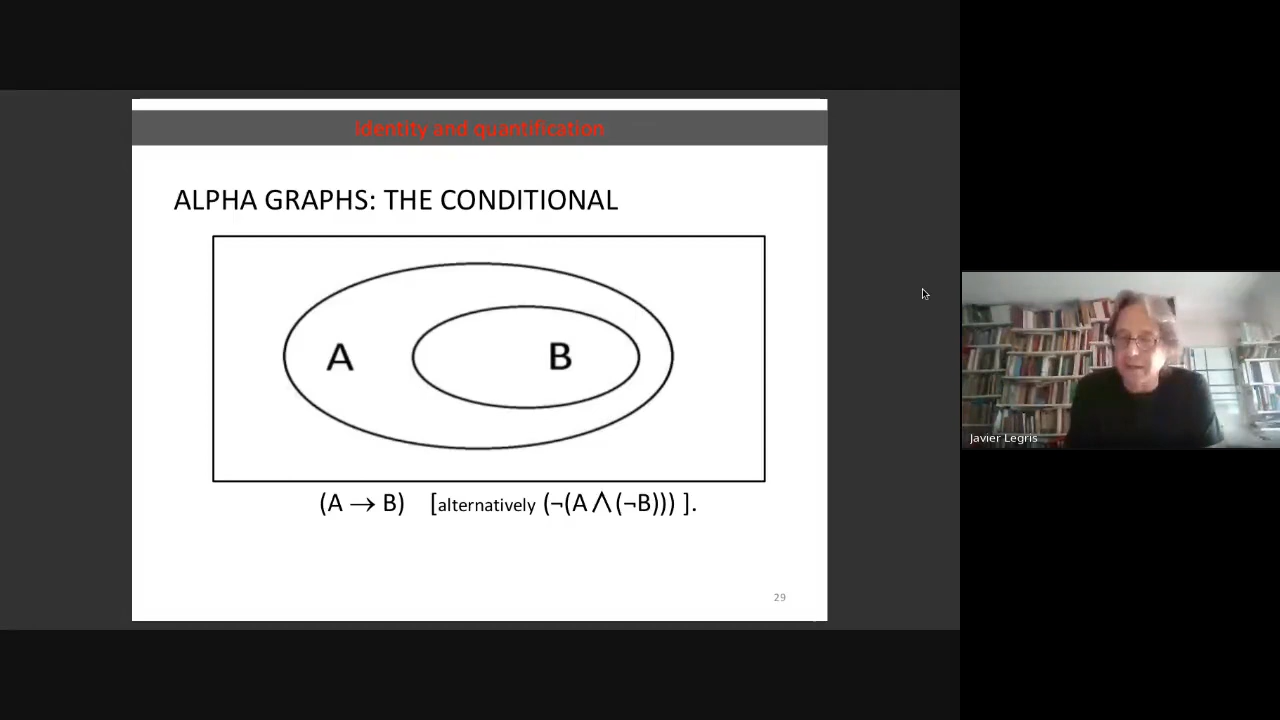 Identity and quantification
ALPHA GRAPHS: THE CONDITIONAL
A
B
(A → B) [alternatively (¬(A ⋀ (¬B))) ].
29
Javier Legris